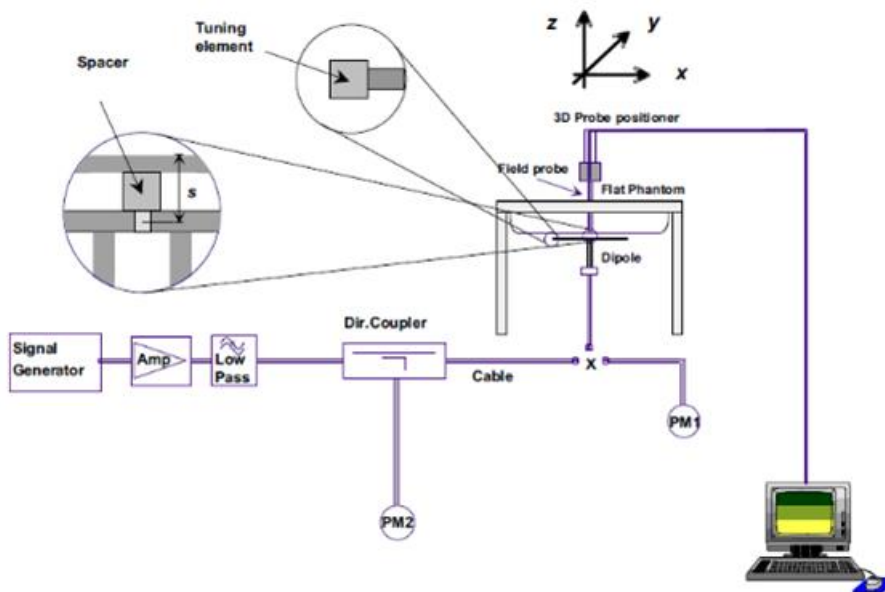 Tuning
element
Spacer
s
z
y
x
3D Probe positioner
Field probe
Flat Phantom
Dipole
Dir.Coupler
Signal
Generator
Amp
Low
Pass
Cable
X
PM1
PM2